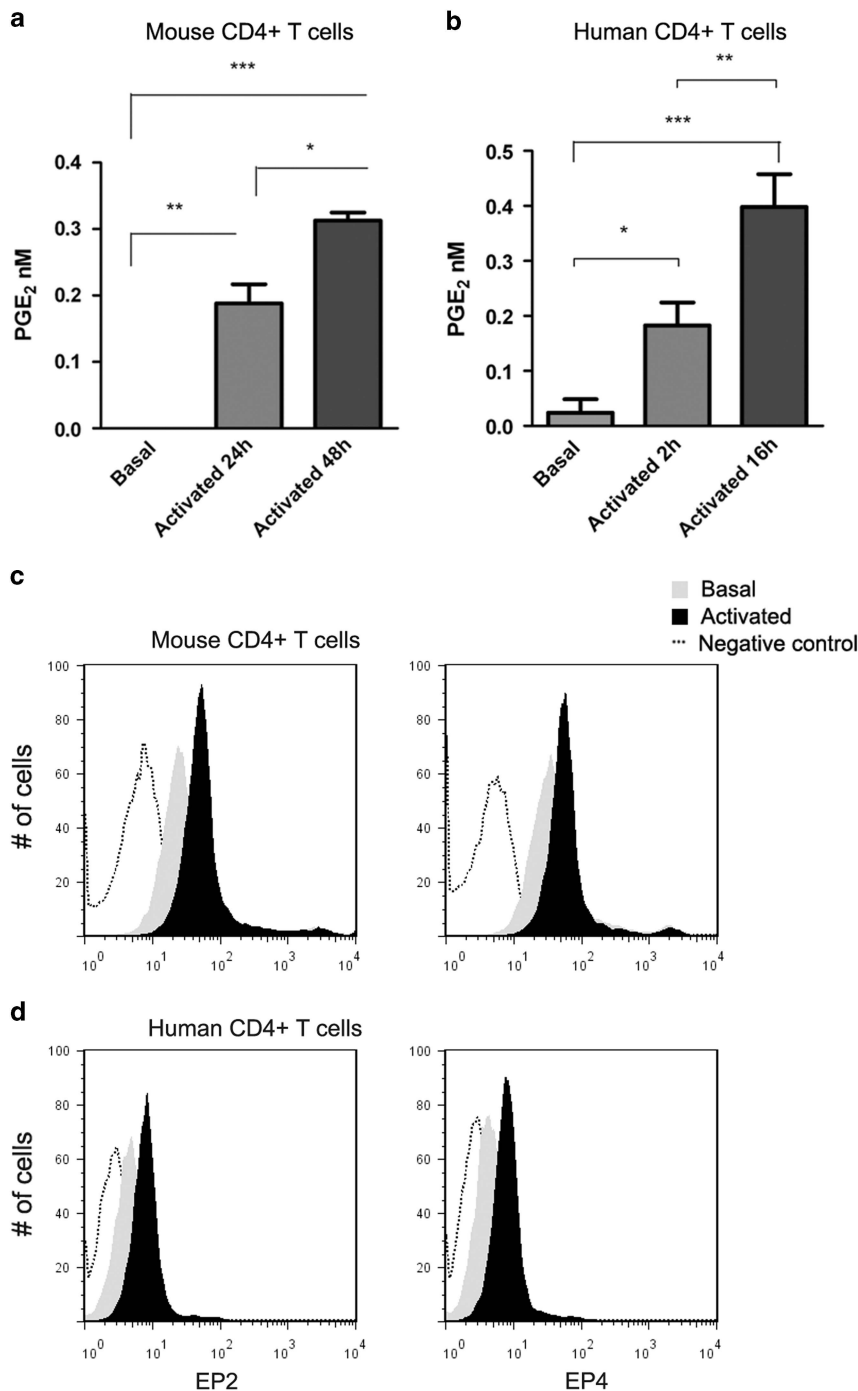 a
Mouse CD4+ T cells
***
*
**
PGE2 nM
0.4
0.3
0.2
0.1
0.0
Basal
Activated 24h
Activated 48h
b
Human CD4+ T cells
**
***
*
PGE2 nM
0.5
0.4
0.3
0.2
0.1
0.0
Basal
Activated 2h
Activated 16h
c
Basal
Activated
Negative control
Mouse CD4+ T cells
# of cells
100
80
60
40
20
10^0 10^1 10^2 10^3 10^4
100
80
60
40
20
10^0 10^1 10^2 10^3 10^4
d
Human CD4+ T cells
# of cells
100
80
60
40
20
10^0 10^1 10^2 10^3 10^4
EP2
100
80
60
40
20
10^0 10^1 10^2 10^3 10^4
EP4